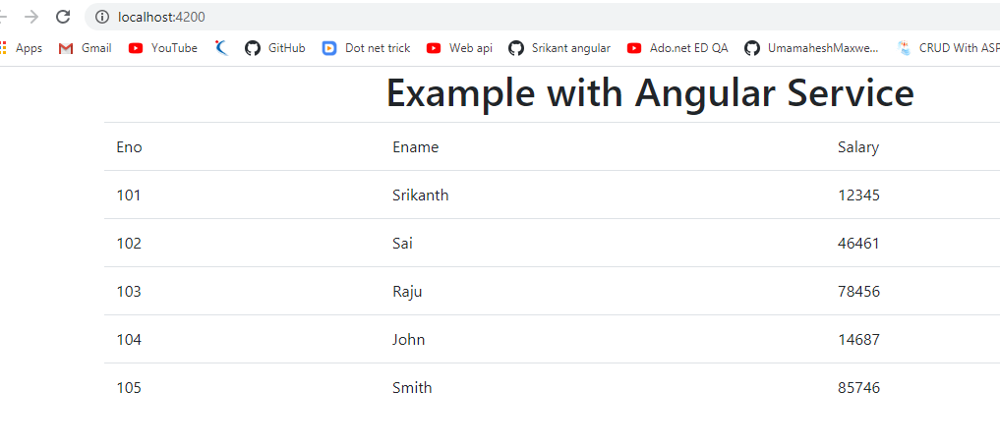 localhost:4200
Apps Gmail YouTube GitHub Dot net trick Web api Srikant angular Ado.net ED QA UmamaheshMaxwe... CRUD With ASP
Example with Angular Service
Eno Ename Salary
101 Srikanth 12345
102 Sai 46461
103 Raju 78456
104 John 14687
105 Smith 85746